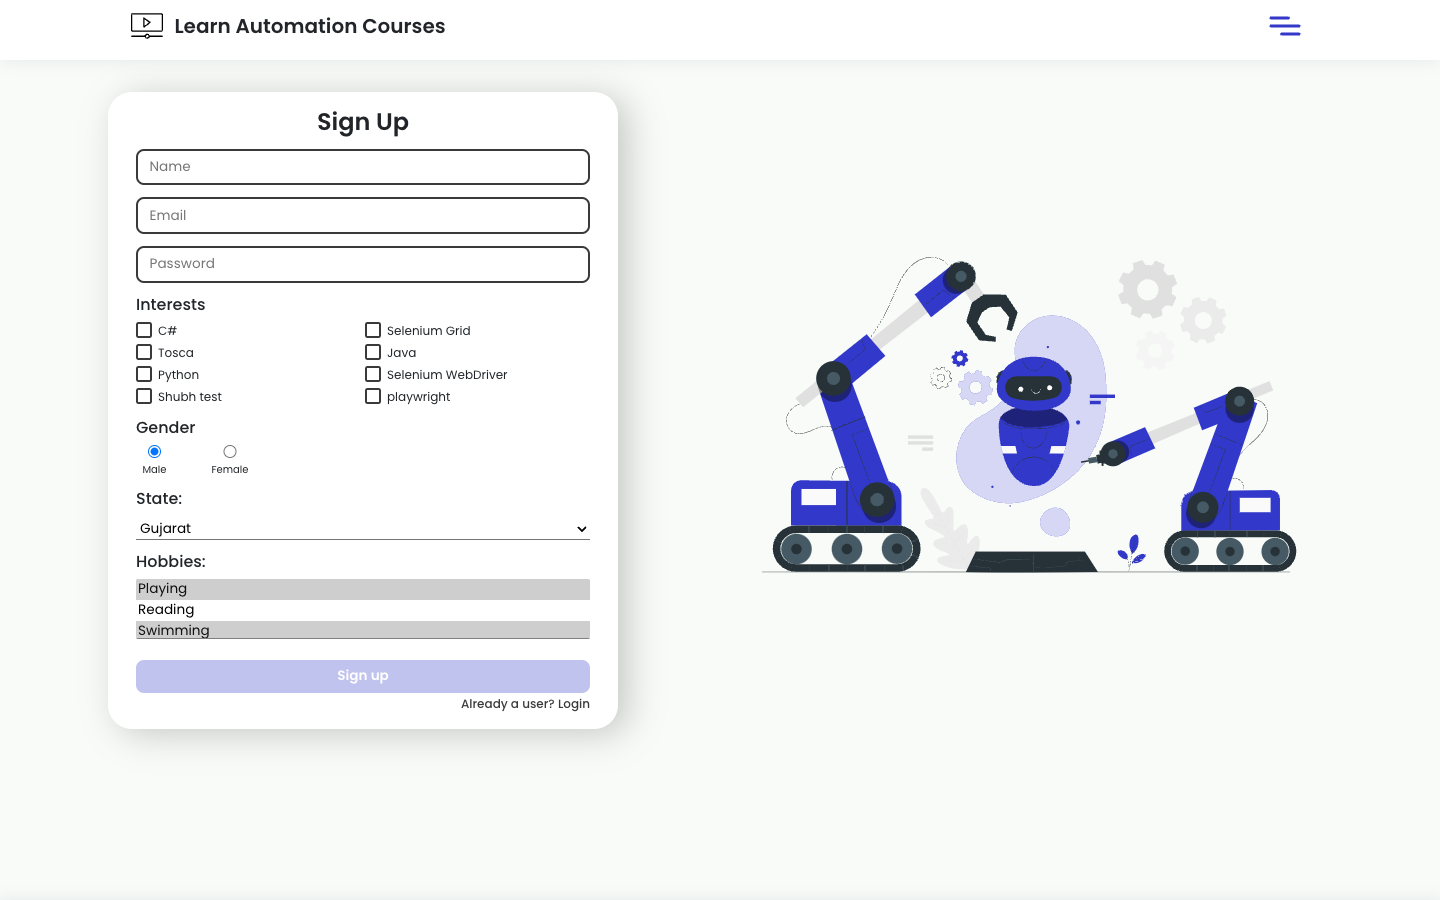 Learn Automation Courses
Sign Up
Name
Email
Password
Interests
C#
Selenium Grid
Tosca
Java
Python
Selenium WebDriver
Shubh test
playwright
Gender
Male
Female
State:
Gujarat
Hobbies:
Playing
Reading
Swimming
Sign up
Already a user? Login